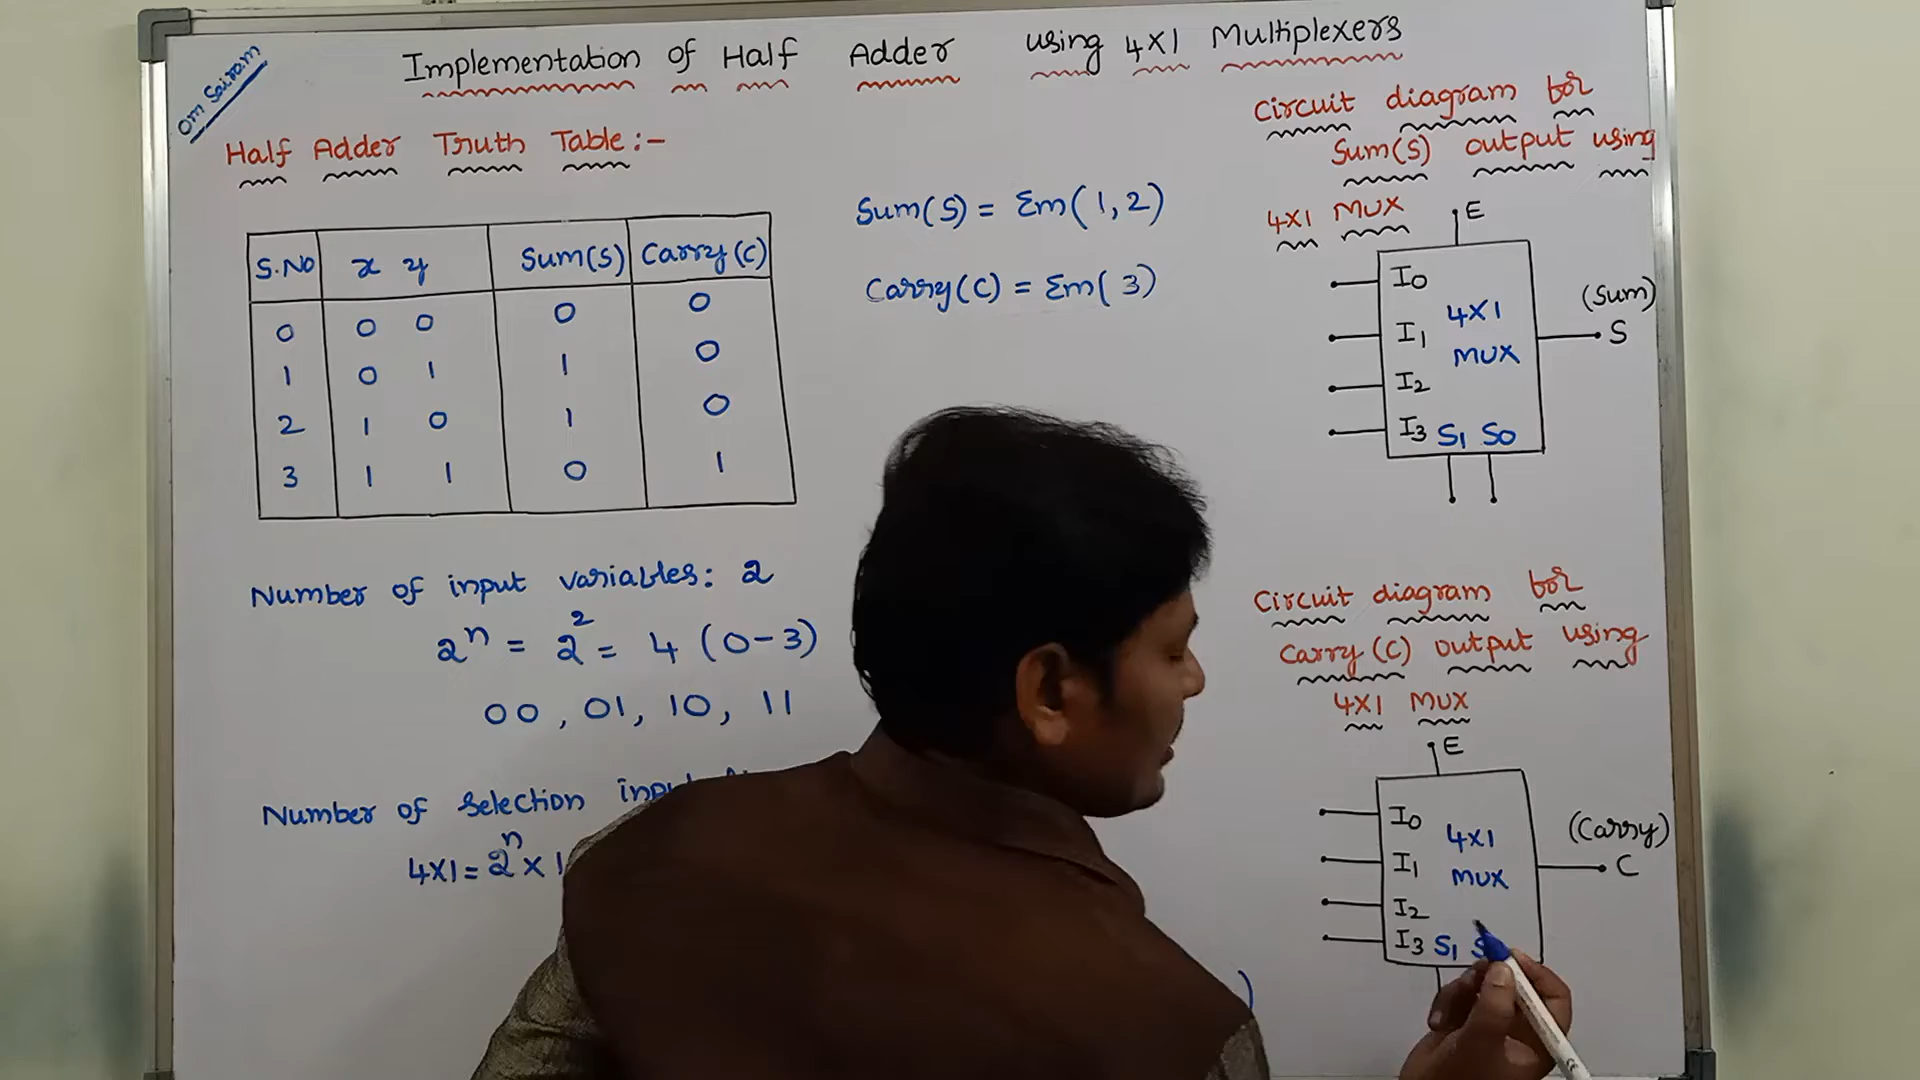 Om Sairam
Implementation of Half Adder using 4X1 Multiplexers
Half Adder Truth Table:-
S.NO x y Sum(S) Carry(C)
0 0 0 0 0
1 0 1 1 0
2 1 0 1 0
3 1 1 0 1
Number of input variables: 2
2ⁿ = 2² = 4 (0-3)
00, 01, 10, 11
Number of selection
4X1 = 2ⁿ X 1
Sum(S) = Σm(1,2)
Carry(C) = Σm(3)
)
Circuit diagram for
Sum(S) output using
4X1 MUX
E
I0
I1
I2
I3
4X1
MUX
S1 S0
(Sum)
S
Circuit diagram for
Carry(C) output using
4X1 MUX
E
I0
I1
I2
I3
4X1
MUX
S1
(Carry)
C